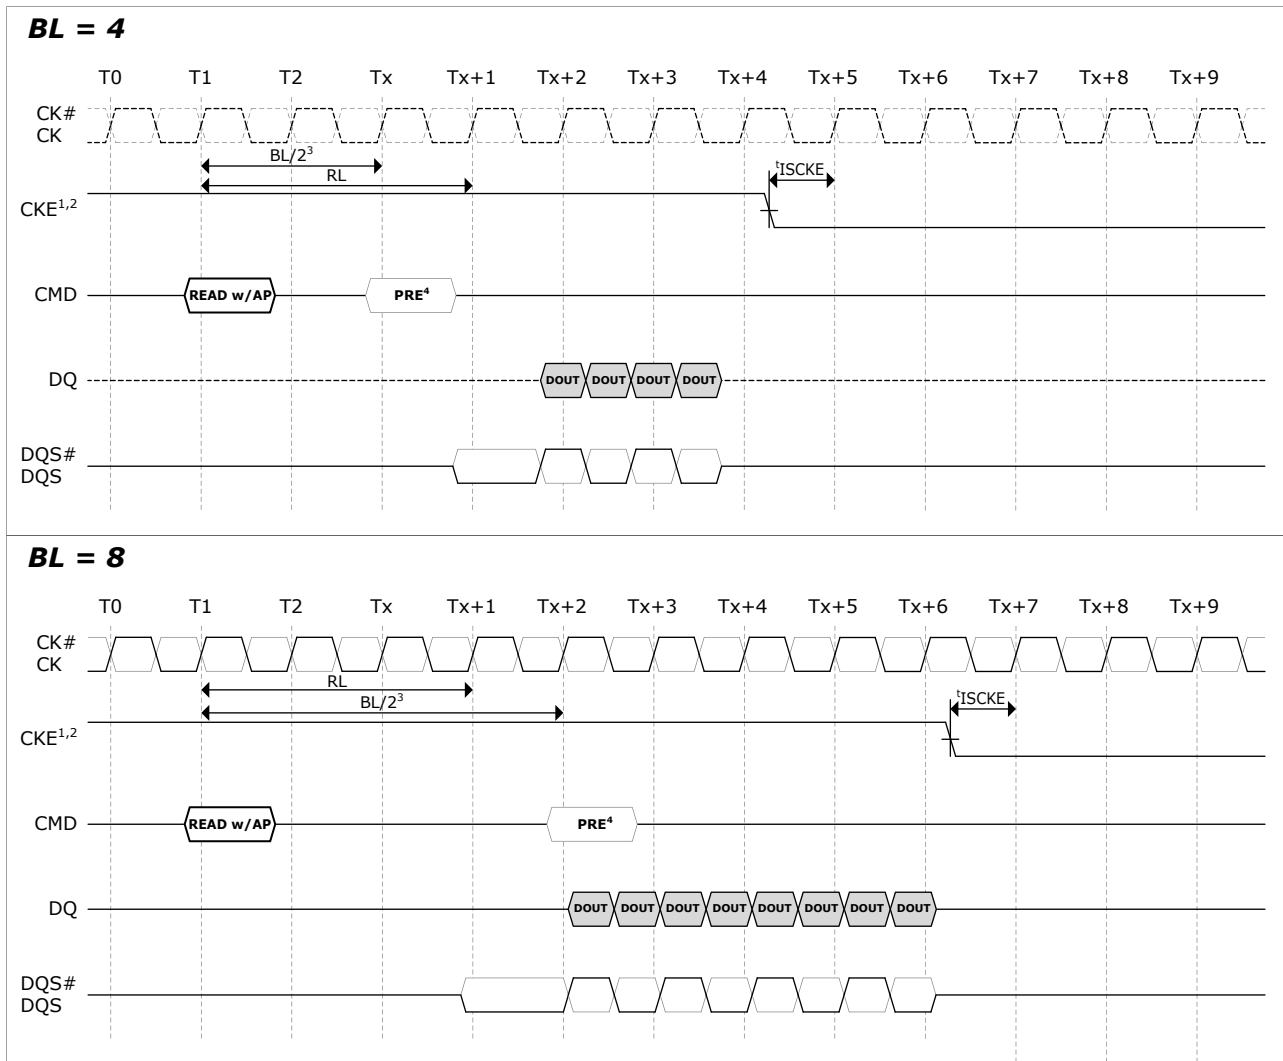 BL = 4
T0 T1 T2 Tx Tx+1 Tx+2 Tx+3 Tx+4 Tx+5 Tx+6 Tx+7 Tx+8 Tx+9
CK#
CK
BL/2³
RL
ᵗISCKE
CKE¹,²
CMD READ w/AP PRE⁴
DQ DOUT DOUT DOUT DOUT
DQS#
DQS
BL = 8
T0 T1 T2 Tx Tx+1 Tx+2 Tx+3 Tx+4 Tx+5 Tx+6 Tx+7 Tx+8 Tx+9
CK#
CK
RL
BL/2³
ᵗISCKE
CKE¹,²
CMD READ w/AP PRE⁴
DQ DOUT DOUT DOUT DOUT DOUT DOUT DOUT DOUT
DQS#
DQS